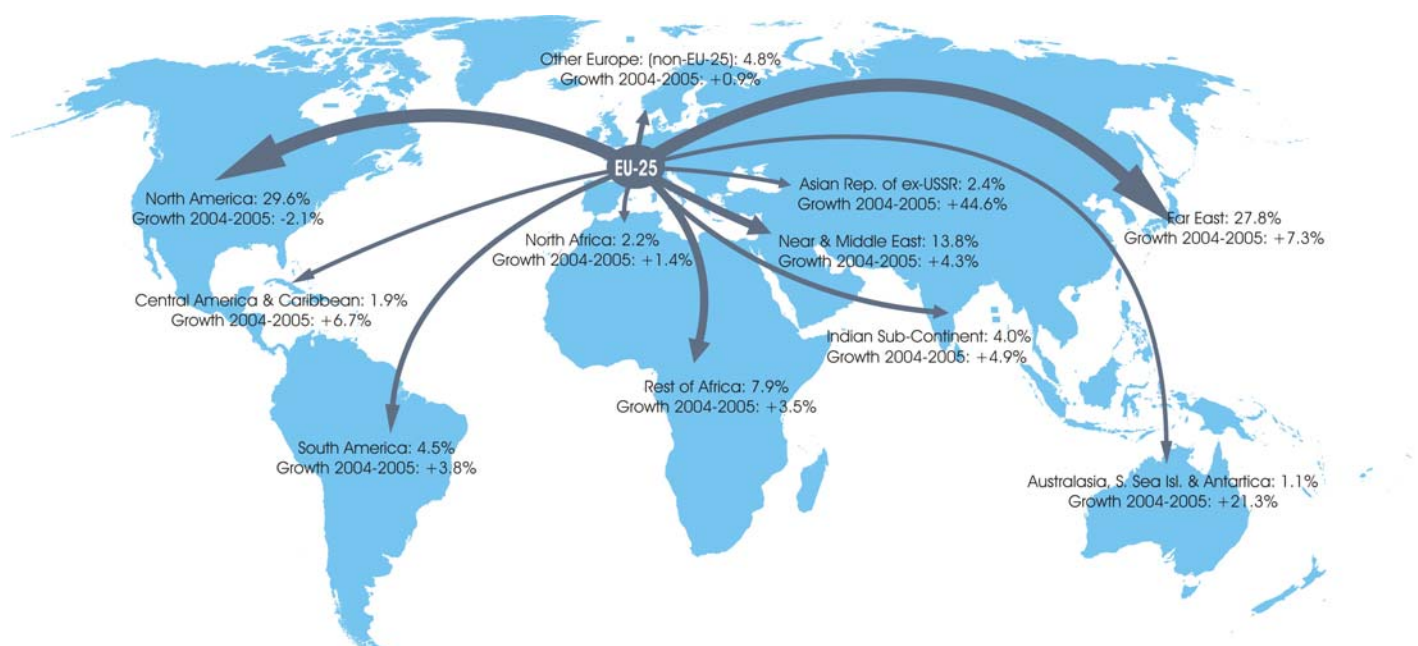 Other Europe: (non-EU-25): 4.8%
Growth 2004-2005: +0.9%
EU-25
North America: 29.6%
Growth 2004-2005: -2.1%
Asian Rep. of ex-USSR: 2.4%
Growth 2004-2005: +44.6%
Far East: 27.8%
Growth 2004-2005: +7.3%
North Africa: 2.2%
Growth 2004-2005: +1.4%
Near & Middle East: 13.8%
Growth 2004-2005: +4.3%
Central America & Caribbean: 1.9%
Growth 2004-2005: +6.7%
Indian Sub-Continent: 4.0%
Growth 2004-2005: +4.9%
Rest of Africa: 7.9%
Growth 2004-2005: +3.5%
South America: 4.5%
Growth 2004-2005: +3.8%
Australasia, S. Sea Isl. & Antartica: 1.1%
Growth 2004-2005: +21.3%